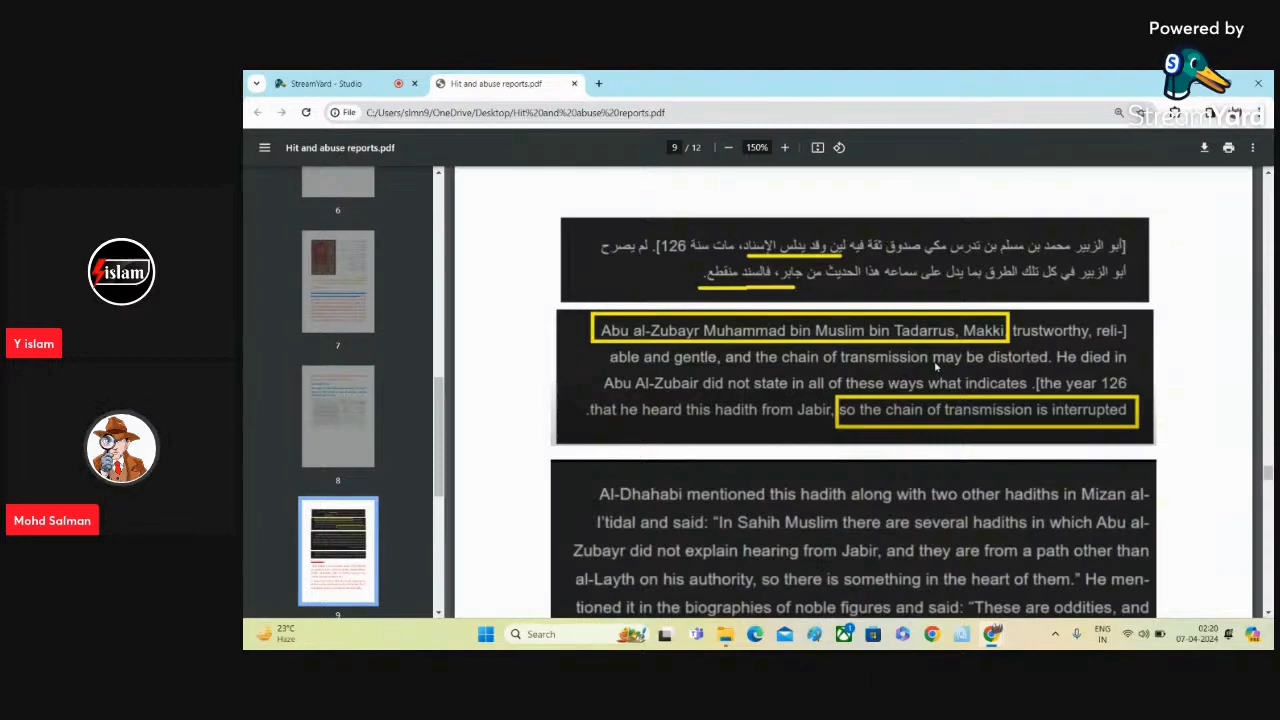 Powered by
StreamYard
StreamYard - Studio
Hit and abuse reports.pdf
File
C:/Users/slmn9/OneDrive/Desktop/Hit%20and%20abuse%20reports.pdf
Hit and abuse reports.pdf
9 / 12
150%
6
7
8
9
[أبو الزبير محمد بن مسلم بن تدرس مكي صدوق ثقة فيه لين وقد يدلس الإسناد، مات سنة 126]. لم يصرح
أبو الزبير في كل تلك الطرق بما يدل على سماعه هذا الحديث من جابر، فالسند منقطع.
Abu al-Zubayr Muhammad bin Muslim bin Tadarrus, Makki, trustworthy, reli-]
able and gentle, and the chain of transmission may be distorted. He died in
Abu Al-Zubair did not state in all of these ways what indicates .[the year 126
.that he heard this hadith from Jabir, so the chain of transmission is interrupted
Al-Dhahabi mentioned this hadith along with two other hadiths in Mizan al-
I'tidal and said: “In Sahih Muslim there are several hadiths in which Abu al-
Zubayr did not explain hearing from Jabir, and they are from a path other than
al-Layth on his authority, so there is something in the heart of them.” He men-
tioned it in the biographies of noble figures and said: “These are oddities, and
islam
Y islam
Mohd Salman
23°C
Haze
Search
ENG
IN
02:20
07-04-2024